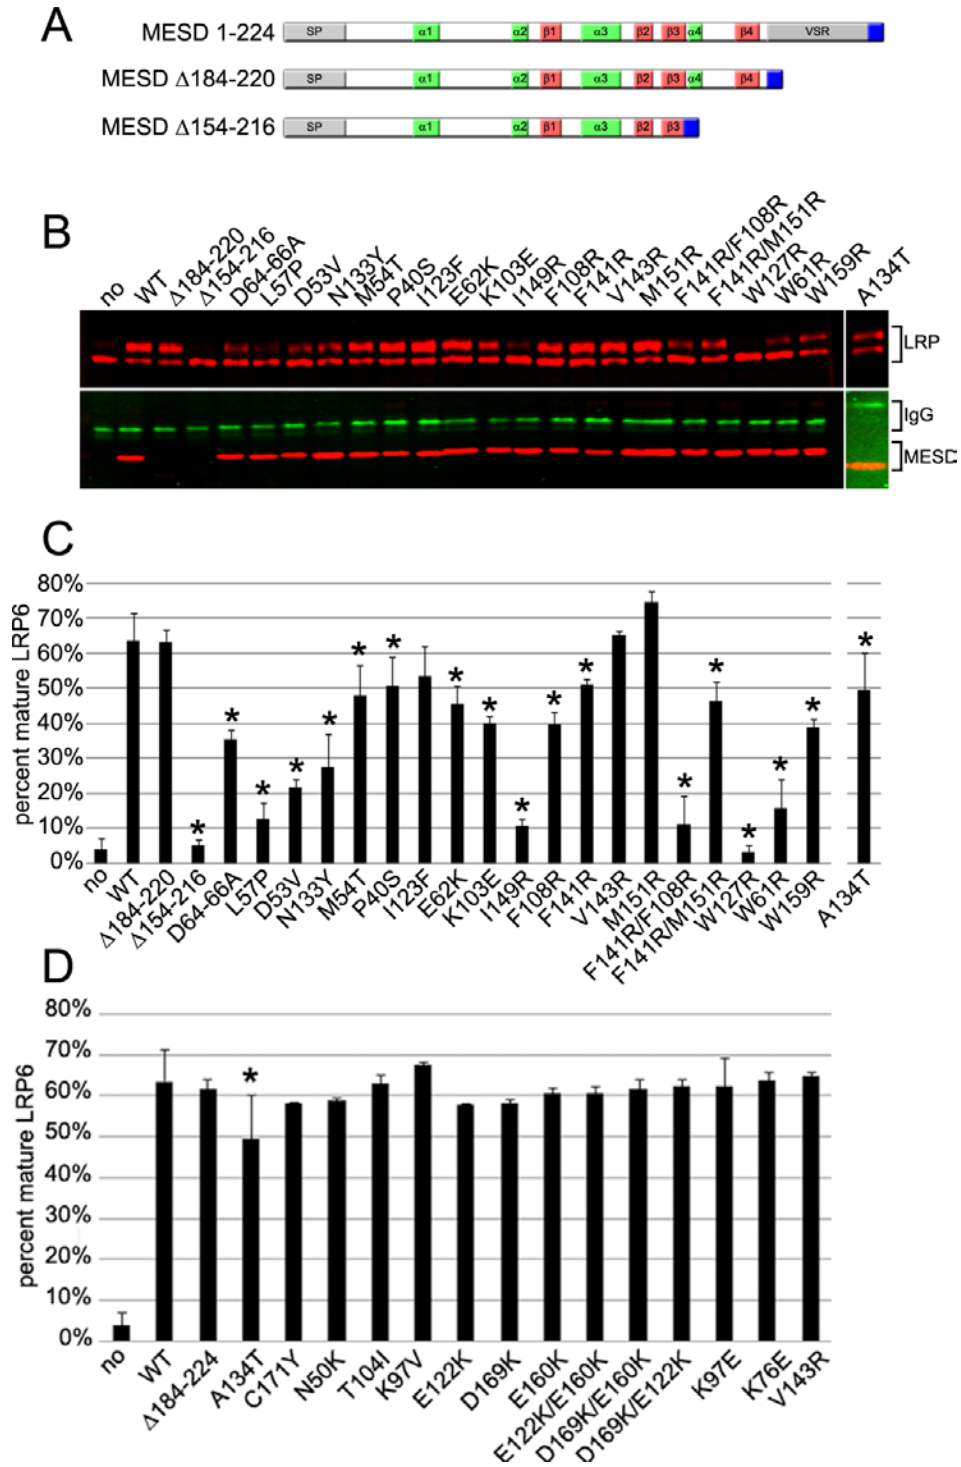 A
MESD 1-224
SP α1 α2 β1 α3 β2 β3 α4 β4 VSR
MESD Δ184-220
SP α1 α2 β1 α3 β2 β3 α4 β4
MESD Δ154-216
SP α1 α2 β1 α3 β2 β3
B
no WT Δ184-220 Δ154-216 D64-66A L57P D53V N133Y M54T P40S I123F E62K K103E I149R F108R F141R V143R M151R F141R/F108R F141R/M151R W127R W61R W159R A134T
LRP
IgG
MESD
C
percent mature LRP6
80%
70%
60%
50%
40%
30%
20%
10%
0%
* * * * * * * * * * * * * * * * * *
no WT Δ184-220 Δ154-216 D64-66A L57P D53V N133Y M54T P40S I123F E62K K103E I149R F108R F141R V143R M151R F141R/F108R F141R/M151R W127R W61R W159R A134T
D
percent mature LRP6
80%
70%
60%
50%
40%
30%
20%
10%
0%
*
no WT Δ184-224 A134T C171Y N50K T104I K97V E122K D169K E160K E122K/E160K D169K/E160K D169K/E122K K97E K76E V143R